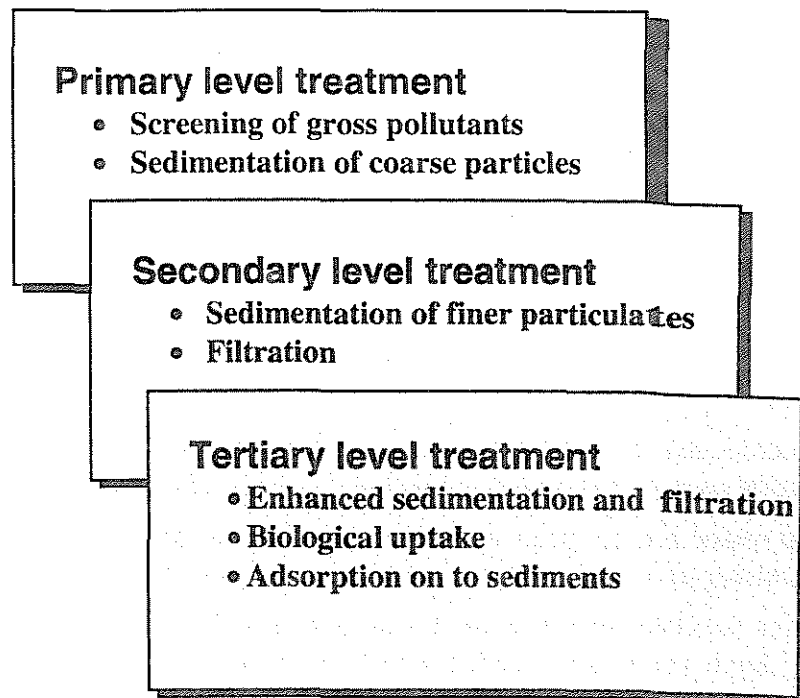 Primary level treatment
• Screening of gross pollutants
• Sedimentation of coarse particles
Secondary level treatment
• Sedimentation of finer particulates
• Filtration
Tertiary level treatment
• Enhanced sedimentation and filtration
• Biological uptake
• Adsorption on to sediments